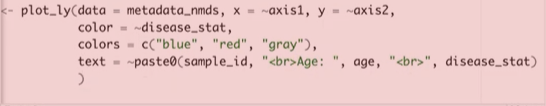 <- plot_ly(data = metadata_nmds, x = ~axis1, y = ~axis2,
color = ~disease_stat,
colors = c("blue", "red", "gray"),
text = ~paste0(sample_id, "<br>Age: ", age, "<br>", disease_stat)
)